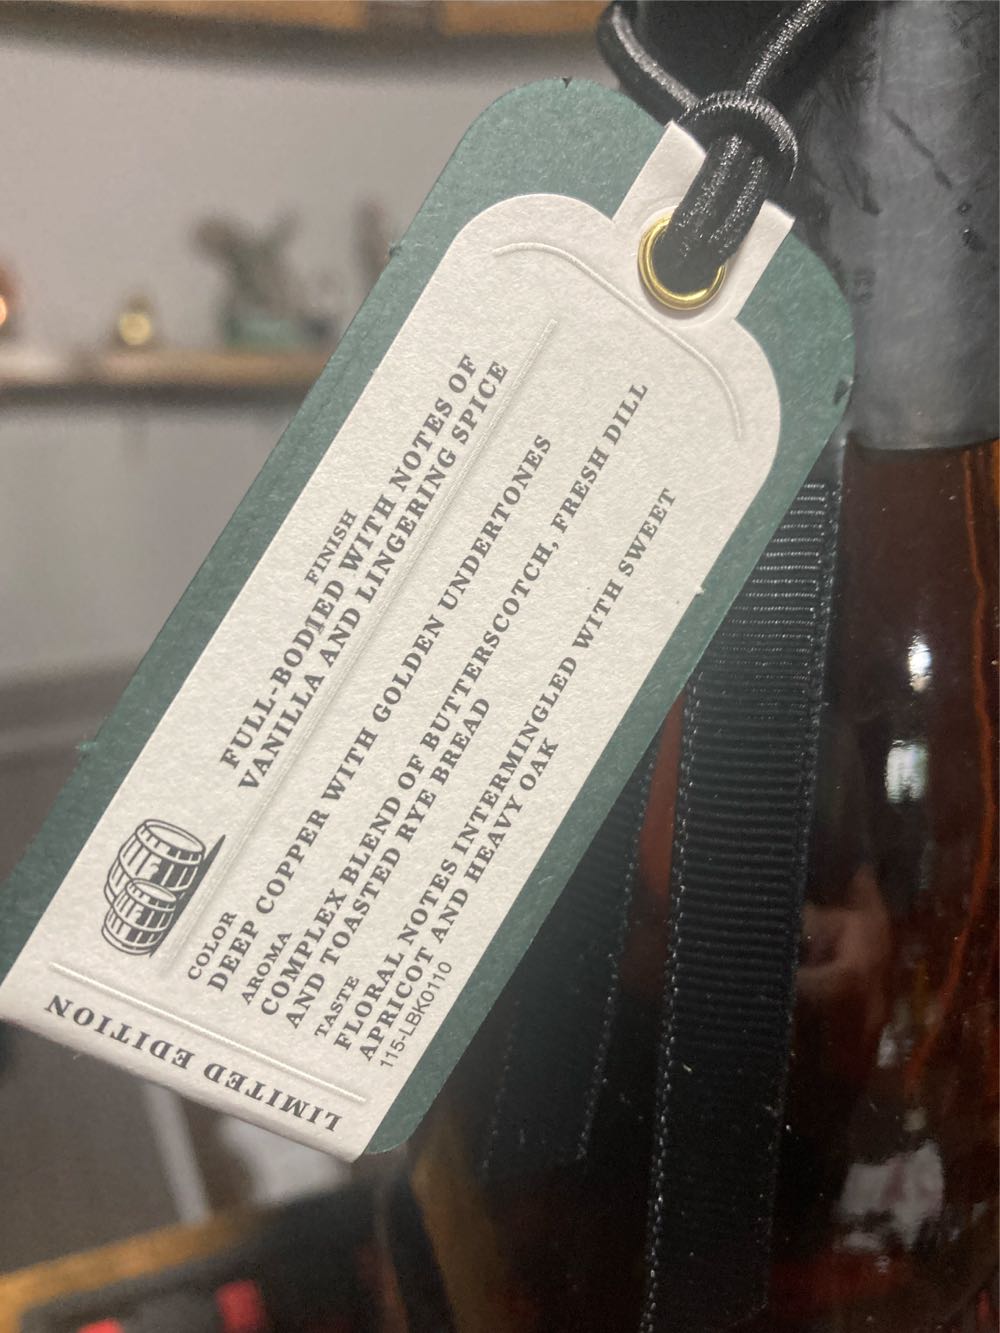 FINISH
FULL-BODIED WITH NOTES OF
VANILLA AND LINGERING SPICE
COLOR
DEEP COPPER WITH GOLDEN UNDERTONES
AROMA
COMPLEX BLEND OF BUTTERSCOTCH, FRESH DILL
AND TOASTED RYE BREAD
TASTE
FLORAL NOTES INTERMINGLED WITH SWEET
APRICOT AND HEAVY OAK
115-LBK0110
LIMITED EDITION